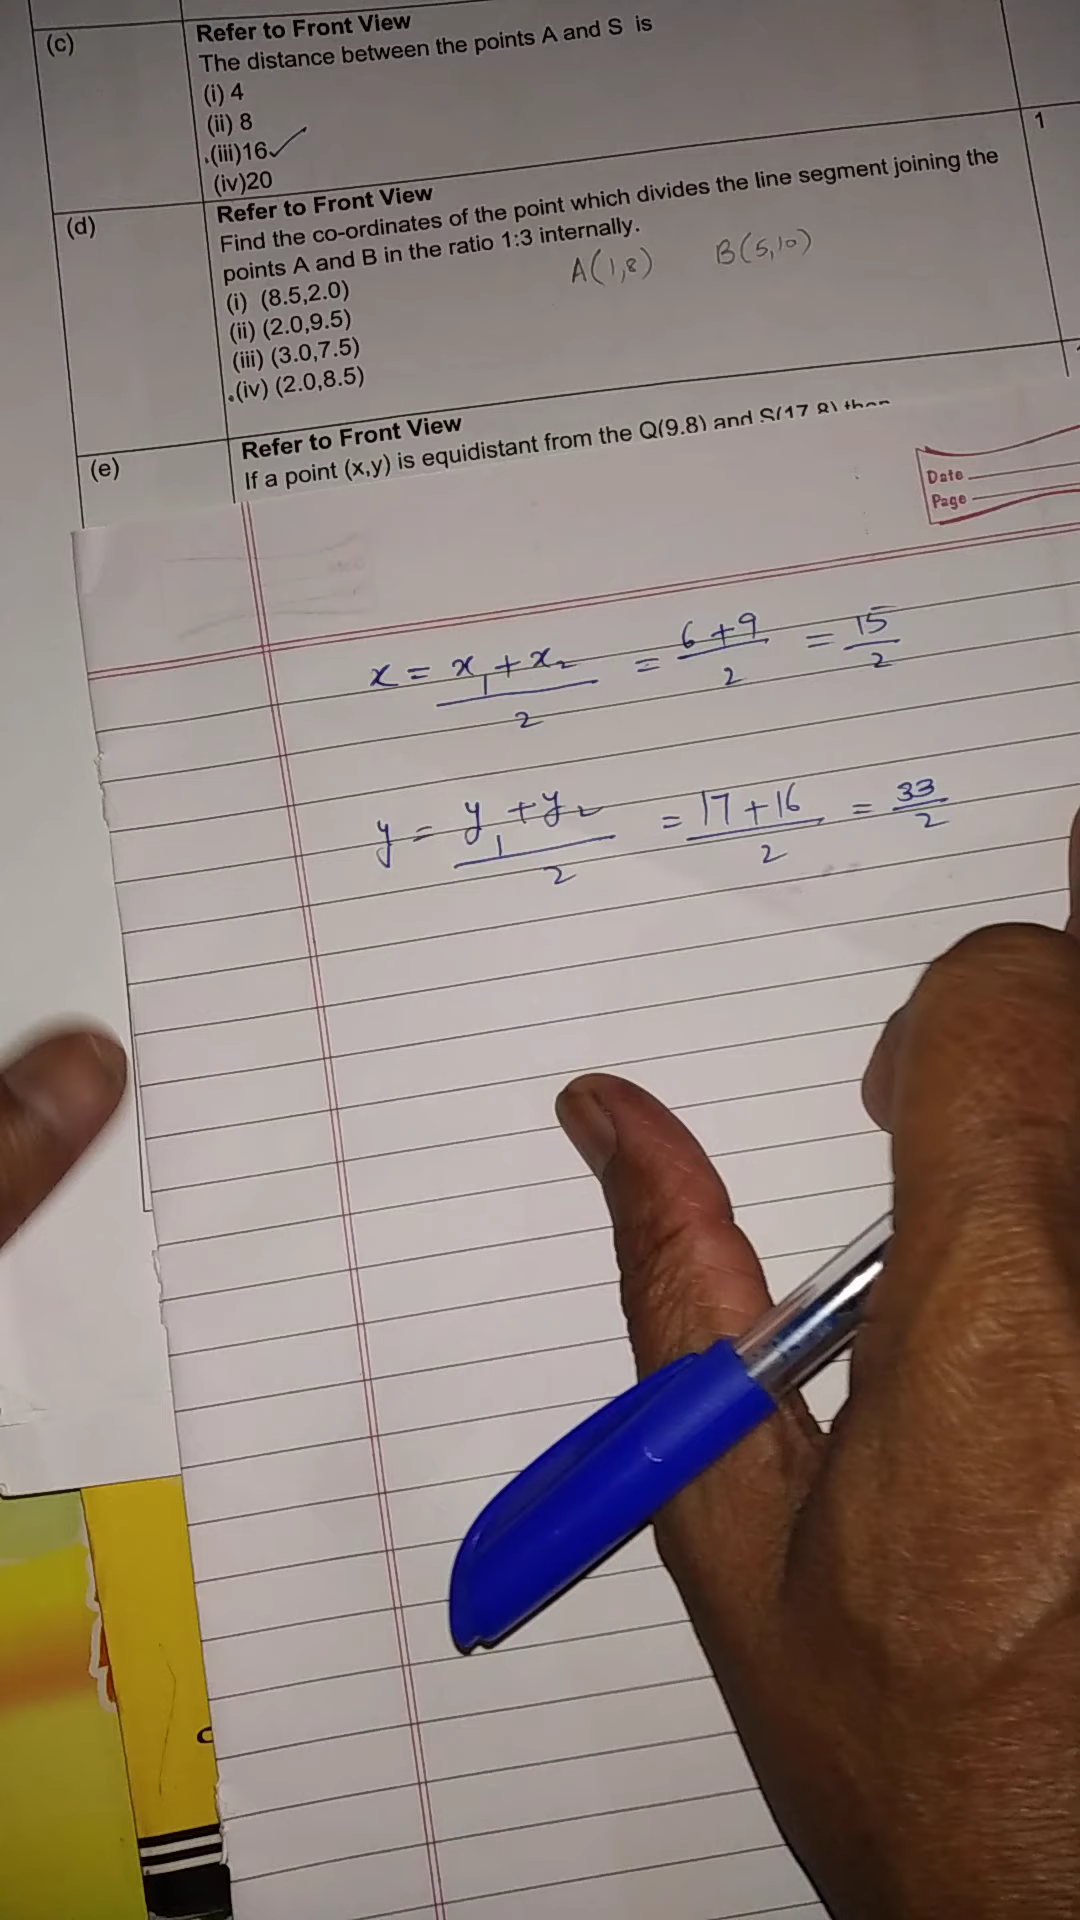 (c)
Refer to Front View
The distance between the points A and S is
(i) 4
(ii) 8
.(iii)16✓
(iv)20
1
(d)
Refer to Front View
Find the co-ordinates of the point which divides the line segment joining the
points A and B in the ratio 1:3 internally.
A(1,8) B(5,10)
(i) (8.5,2.0)
(ii) (2.0,9.5)
(iii) (3.0,7.5)
.(iv) (2.0,8.5)
(e)
Refer to Front View
If a point (x,y) is equidistant from the Q(9.8) and S(17,8) then
Date
Page
x = x₁ + x₂ / 2 = 6 + 9 / 2 = 15 / 2
y = y₁ + y₂ / 2 = 17 + 16 / 2 = 33 / 2